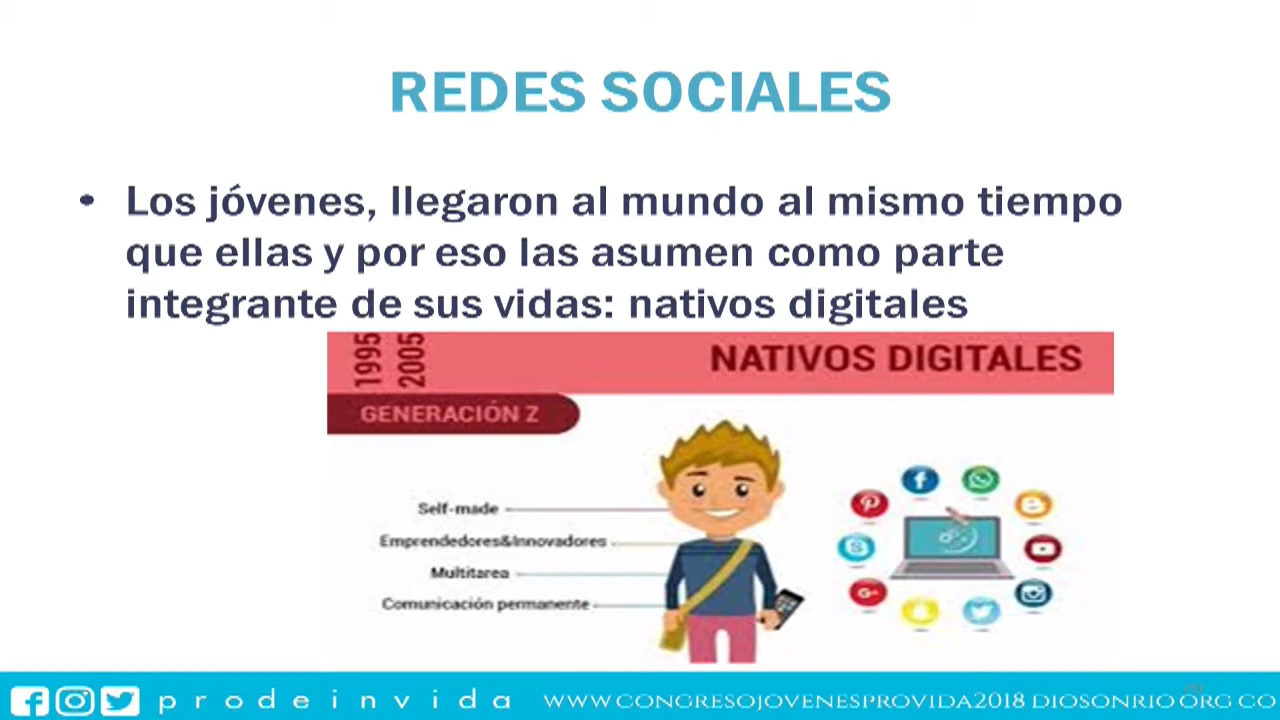 REDES SOCIALES
• Los jóvenes, llegaron al mundo al mismo tiempo
que ellas y por eso las asumen como parte
integrante de sus vidas: nativos digitales
1995
2005
NATIVOS DIGITALES
GENERACIÓN Z
Self-made
Emprendedores&Innovadores
Multitarea
Comunicación permanente
prodeinvida
WWW.CONGRESOJOVENESPROVIDA2018 DIOSONRIO ORG CO